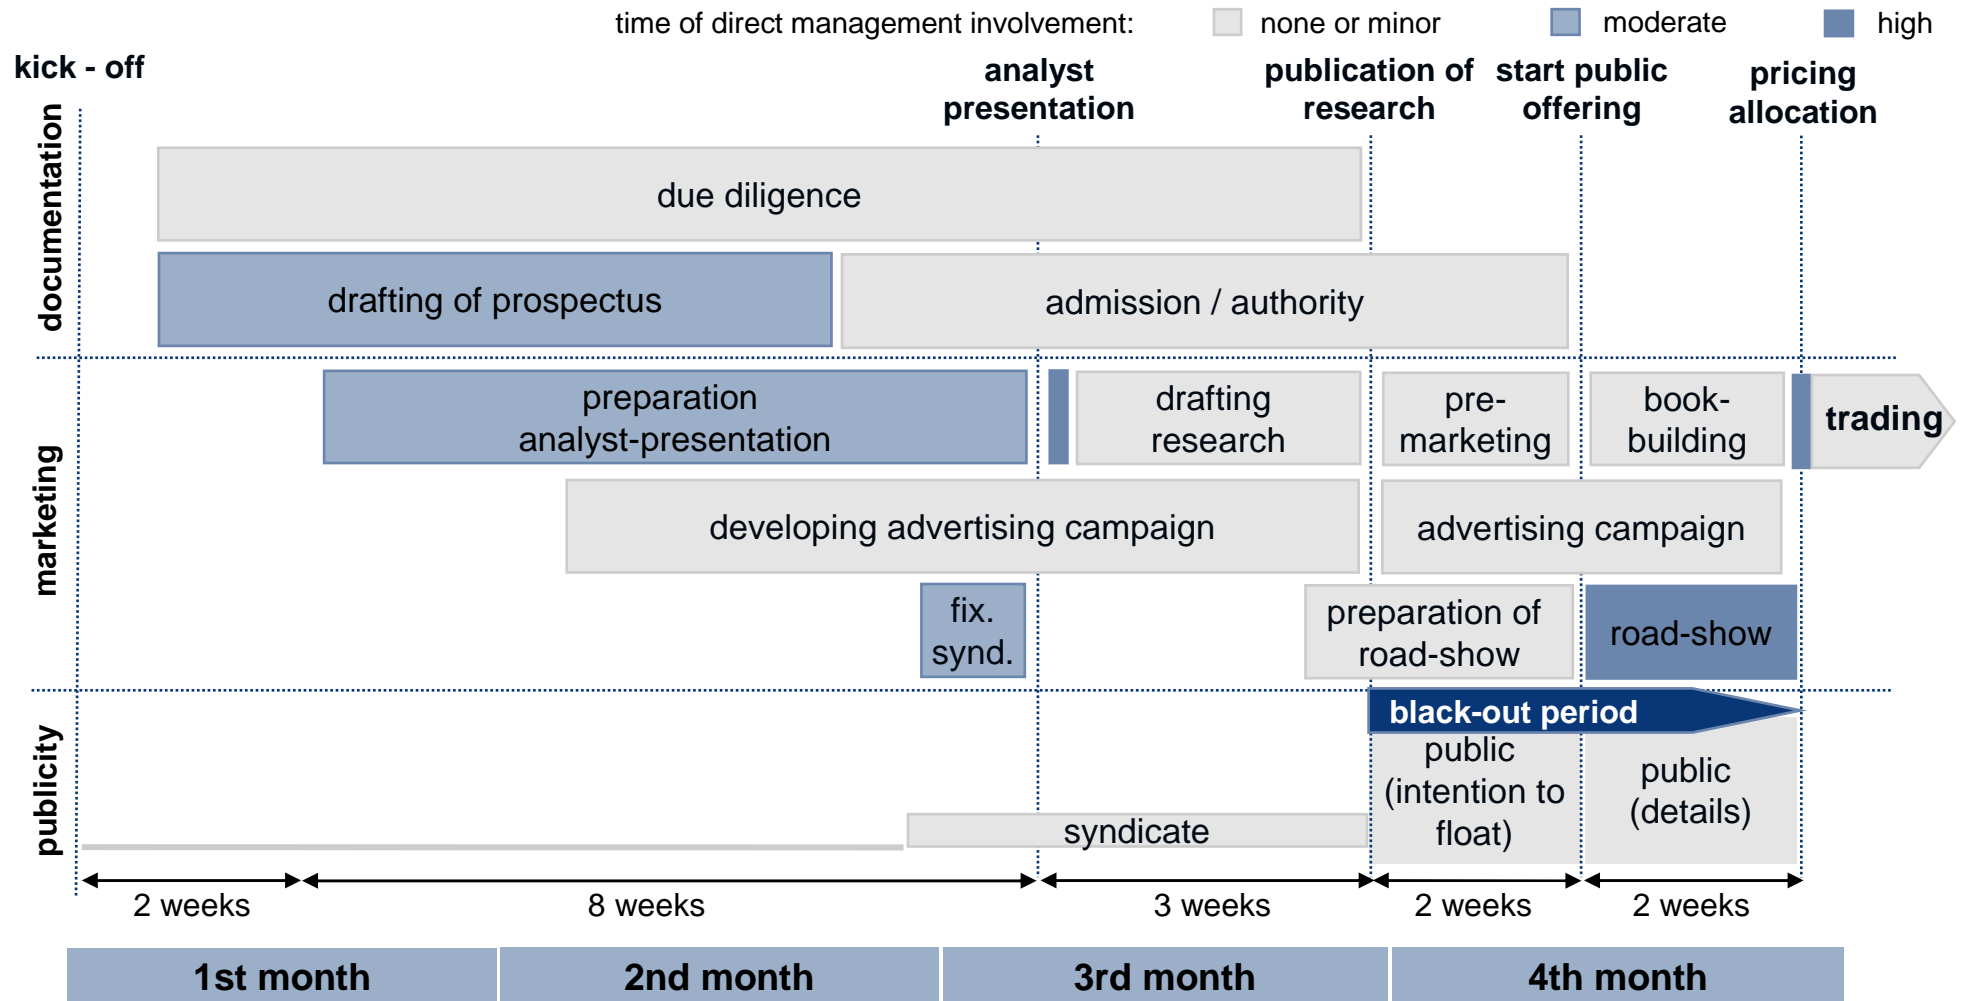 time of direct management involvement:
none or minor
moderate
high
kick - off
analyst
presentation
publication of
research
start public
offering
pricing
allocation
documentation
due diligence
drafting of prospectus
admission / authority
marketing
preparation
analyst-presentation
drafting
research
pre-
marketing
book-
building
trading
developing advertising campaign
advertising campaign
fix.
synd.
preparation of
road-show
road-show
publicity
black-out period
public
(intention to
float)
public
(details)
syndicate
2 weeks
8 weeks
3 weeks
2 weeks
2 weeks
1st month
2nd month
3rd month
4th month